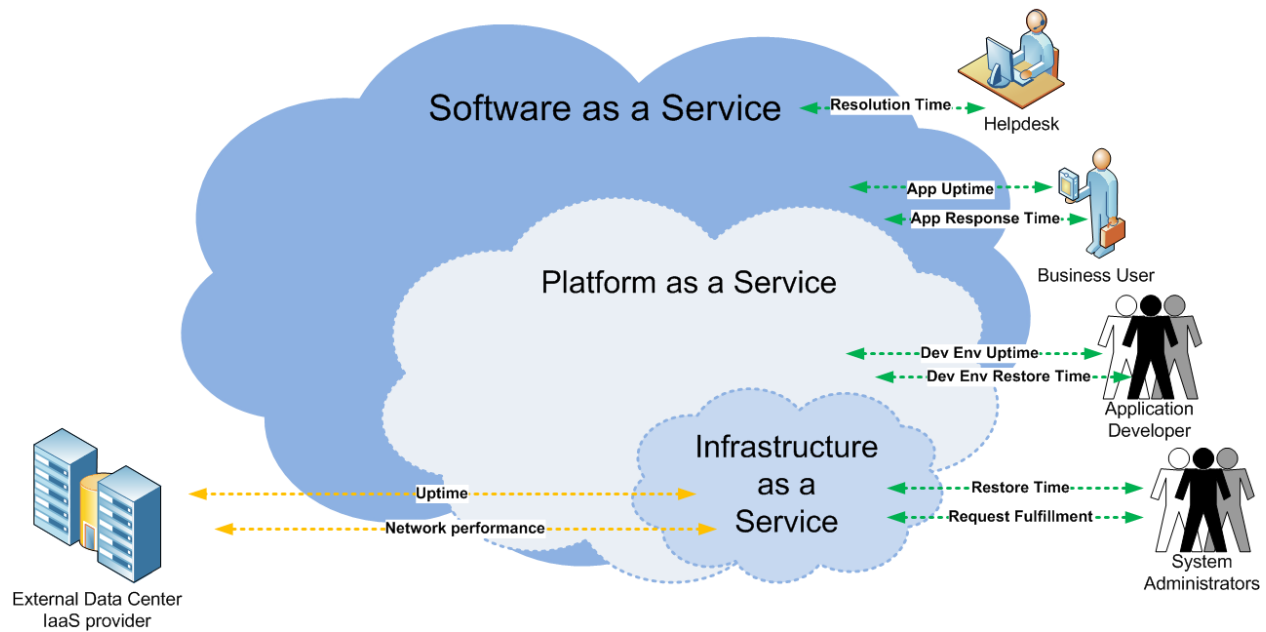 Software as a Service
Resolution Time
Helpdesk
App Uptime
App Response Time
Business User
Platform as a Service
Dev Env Uptime
Dev Env Restore Time
Application
Developer
Infrastructure
as a
Service
Uptime
Network performance
Restore Time
Request Fulfillment
System
Administrators
External Data Center
IaaS provider